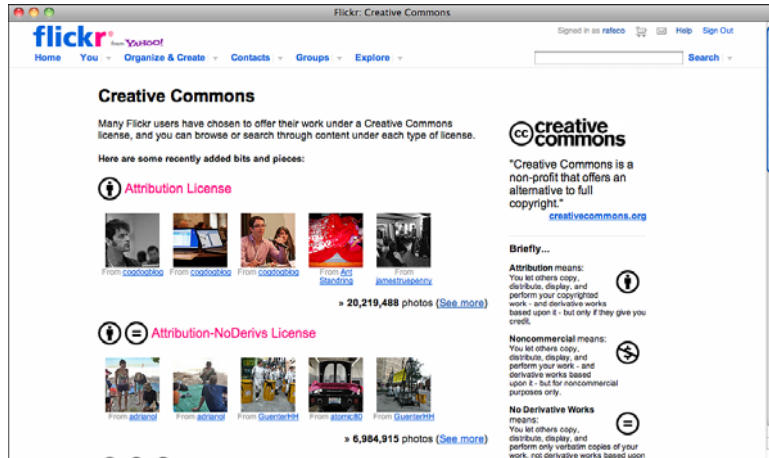 Flickr: Creative Commons
flickr from YAHOO!
Signed in as rafeco Help Sign Out
Home You Organize & Create Contacts Groups Explore Search
Creative Commons
Many Flickr users have chosen to offer their work under a Creative Commons
license, and you can browse or search through content under each type of license.
Here are some recently added bits and pieces:
Attribution License
From cogdogblog From cogdogblog From cogdogblog From Ant Standring From jamestruepenny
» 20,219,488 photos (See more)
Attribution-NoDerivs License
From adrianol From adrianol From GuenterHH From atomic80 From GuenterHH
» 6,984,915 photos (See more)
cc creative
commons
"Creative Commons is a
non-profit that offers an
alternative to full
copyright."
creativecommons.org
Briefly...
Attribution means:
You let others copy,
distribute, display, and
perform your copyrighted
work - and derivative works
based upon it - but only if they give you
credit.
Noncommercial means:
You let others copy,
distribute, display, and
perform your work - and
derivative works based
upon it - but for noncommercial
purposes only.
No Derivative Works
means:
You let others copy,
distribute, display, and
perform only verbatim copies of your
work, not derivative works based upon